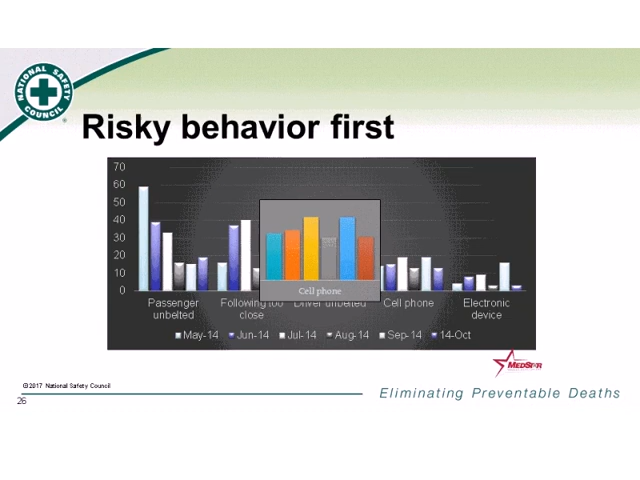 NATIONAL SAFETY COUNCIL
Risky behavior first
70
60
50
40
30
20
10
0
Passenger unbelted
Following too close
Driver unbelted
Cell phone
Electronic device
Cell phone
May-14 Jun-14 Jul-14 Aug-14 Sep-14 14-Oct
MEDSTAR
©2017 National Safety Council
Eliminating Preventable Deaths
26